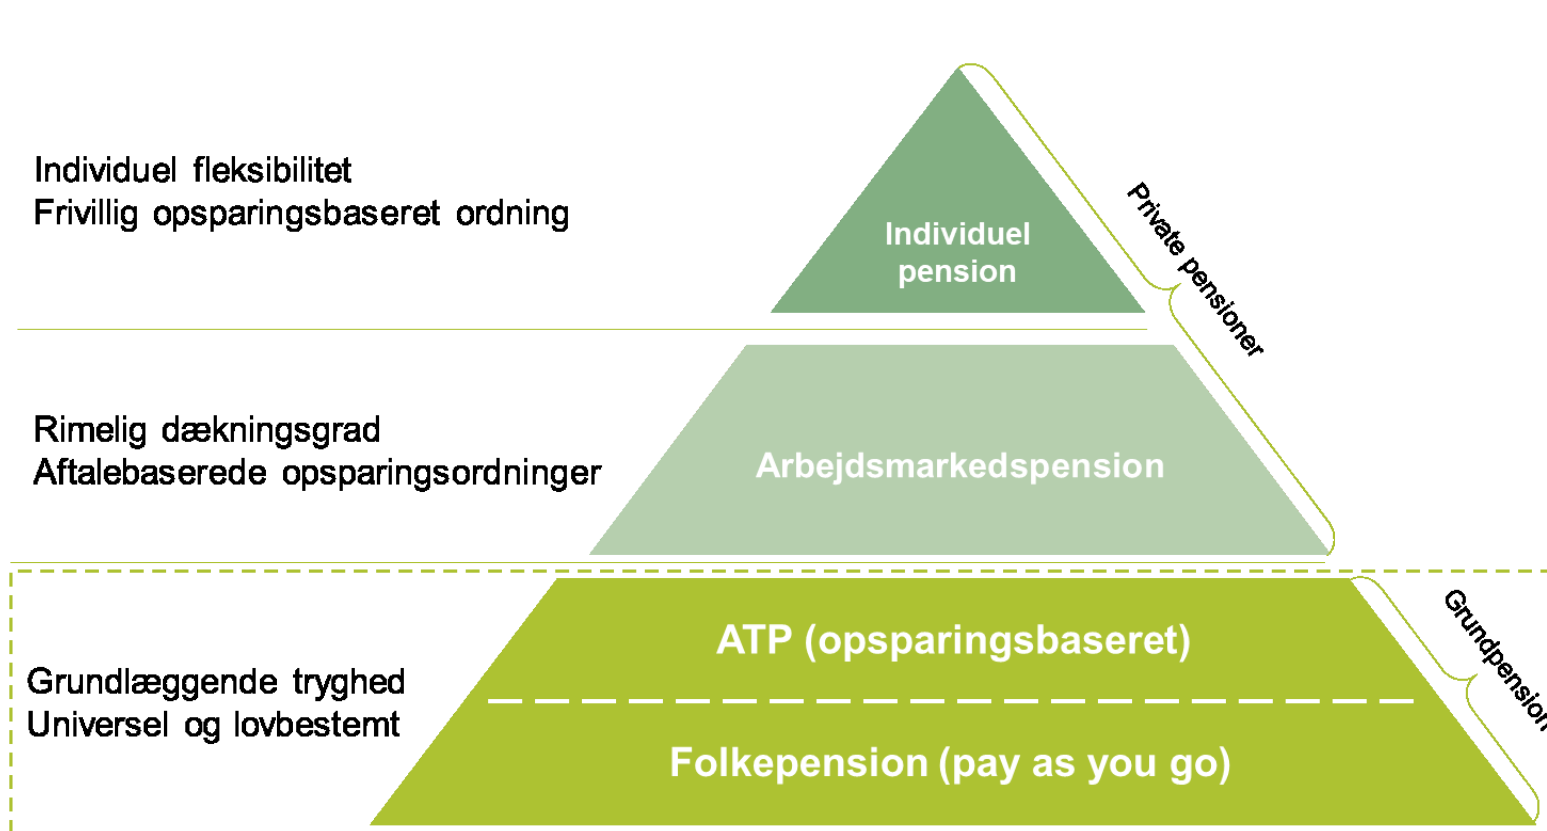 Individuel fleksibilitet
Frivillig opsparingsbaseret ordning
Individuel
pension
Private pensioner
Rimelig dækningsgrad
Aftalebaserede opsparingsordninger
Arbejdsmarkedspension
Grundlæggende tryghed
Universel og lovbestemt
ATP (opsparingsbaseret)
Folkepension (pay as you go)
Grundpension